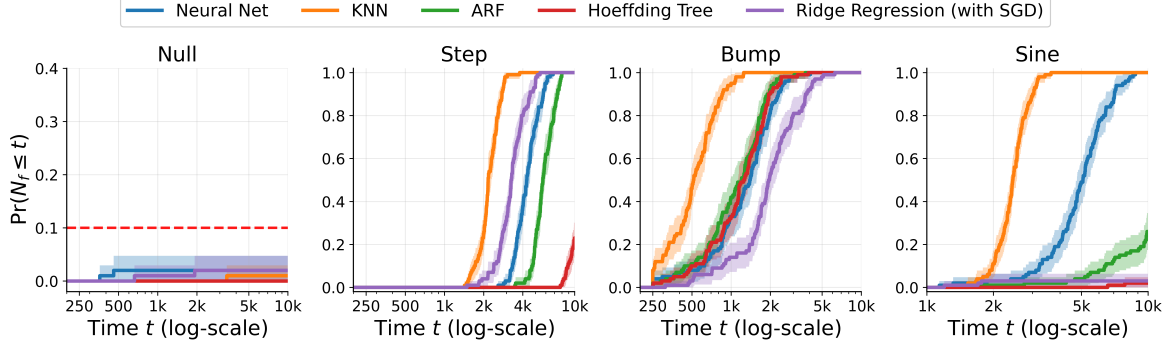 Neural Net KNN ARF Hoeffding Tree Ridge Regression (with SGD)
Null Step Bump Sine
Pr(N_f ≤ t)
0.4
0.3
0.2
0.1
0.0
250 500 1k 2k 5k 10k
Time t (log-scale)
1.0
0.8
0.6
0.4
0.2
0.0
250 500 1k 2k 4k 10k
Time t (log-scale)
1.0
0.8
0.6
0.4
0.2
0.0
250 500 1k 2k 5k 10k
Time t (log-scale)
1.0
0.8
0.6
0.4
0.2
0.0
1k 2k 5k 10k
Time t (log-scale)